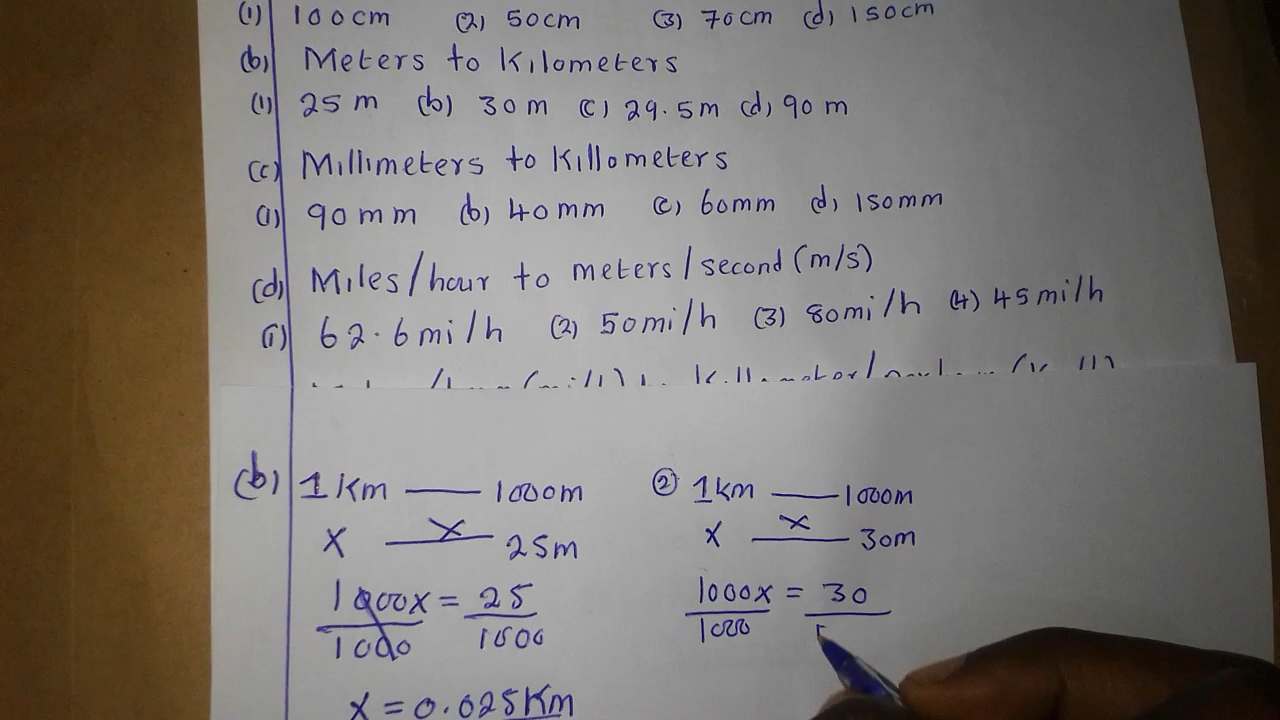 (1) 100cm (2) 50cm (3) 70cm (d) 150cm
(b) Meters to Kilometers
(1) 25m (b) 30m (c) 29.5m (d) 90m
(c) Millimeters to Killometers
(1) 90mm (b) 40mm (c) 60mm (d) 150mm
(d) Miles/hour to meters/second (m/s)
(1) 62.6mi/h (2) 50mi/h (3) 80mi/h (4) 45mi/h
(b) 1Km — 1000m ② 1Km — 1000m
X — X — 25m X — X — 30m
1000x = 25 1000x = 30
1000 1000 1000
x = 0.025Km